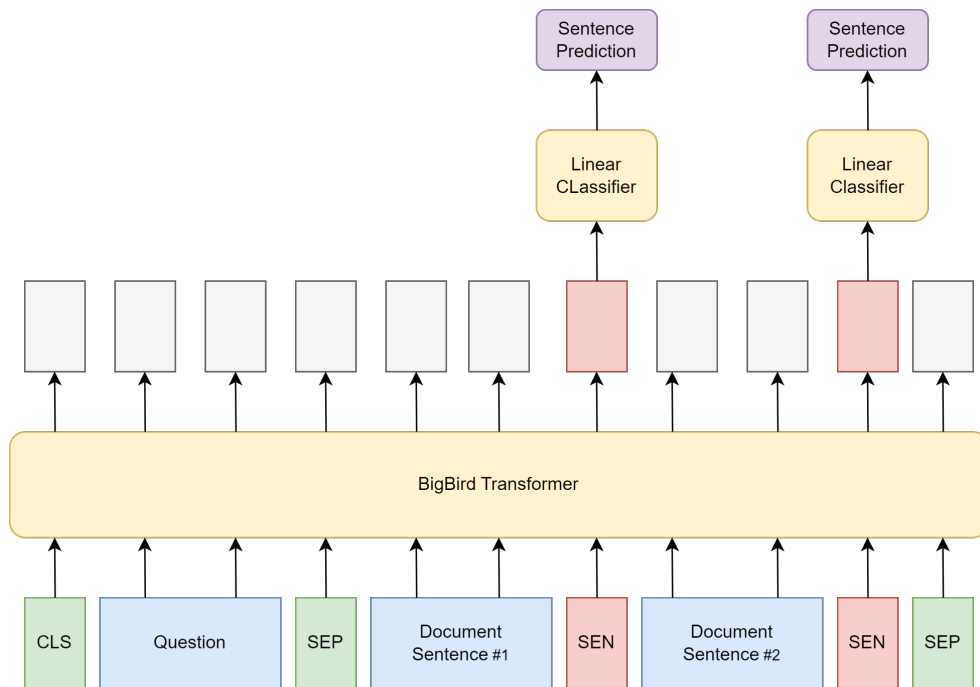 Sentence
Prediction
Sentence
Prediction
Linear
CLassifier
Linear
Classifier
BigBird Transformer
CLS
Question
SEP
Document
Sentence #1
SEN
Document
Sentence #2
SEN
SEP